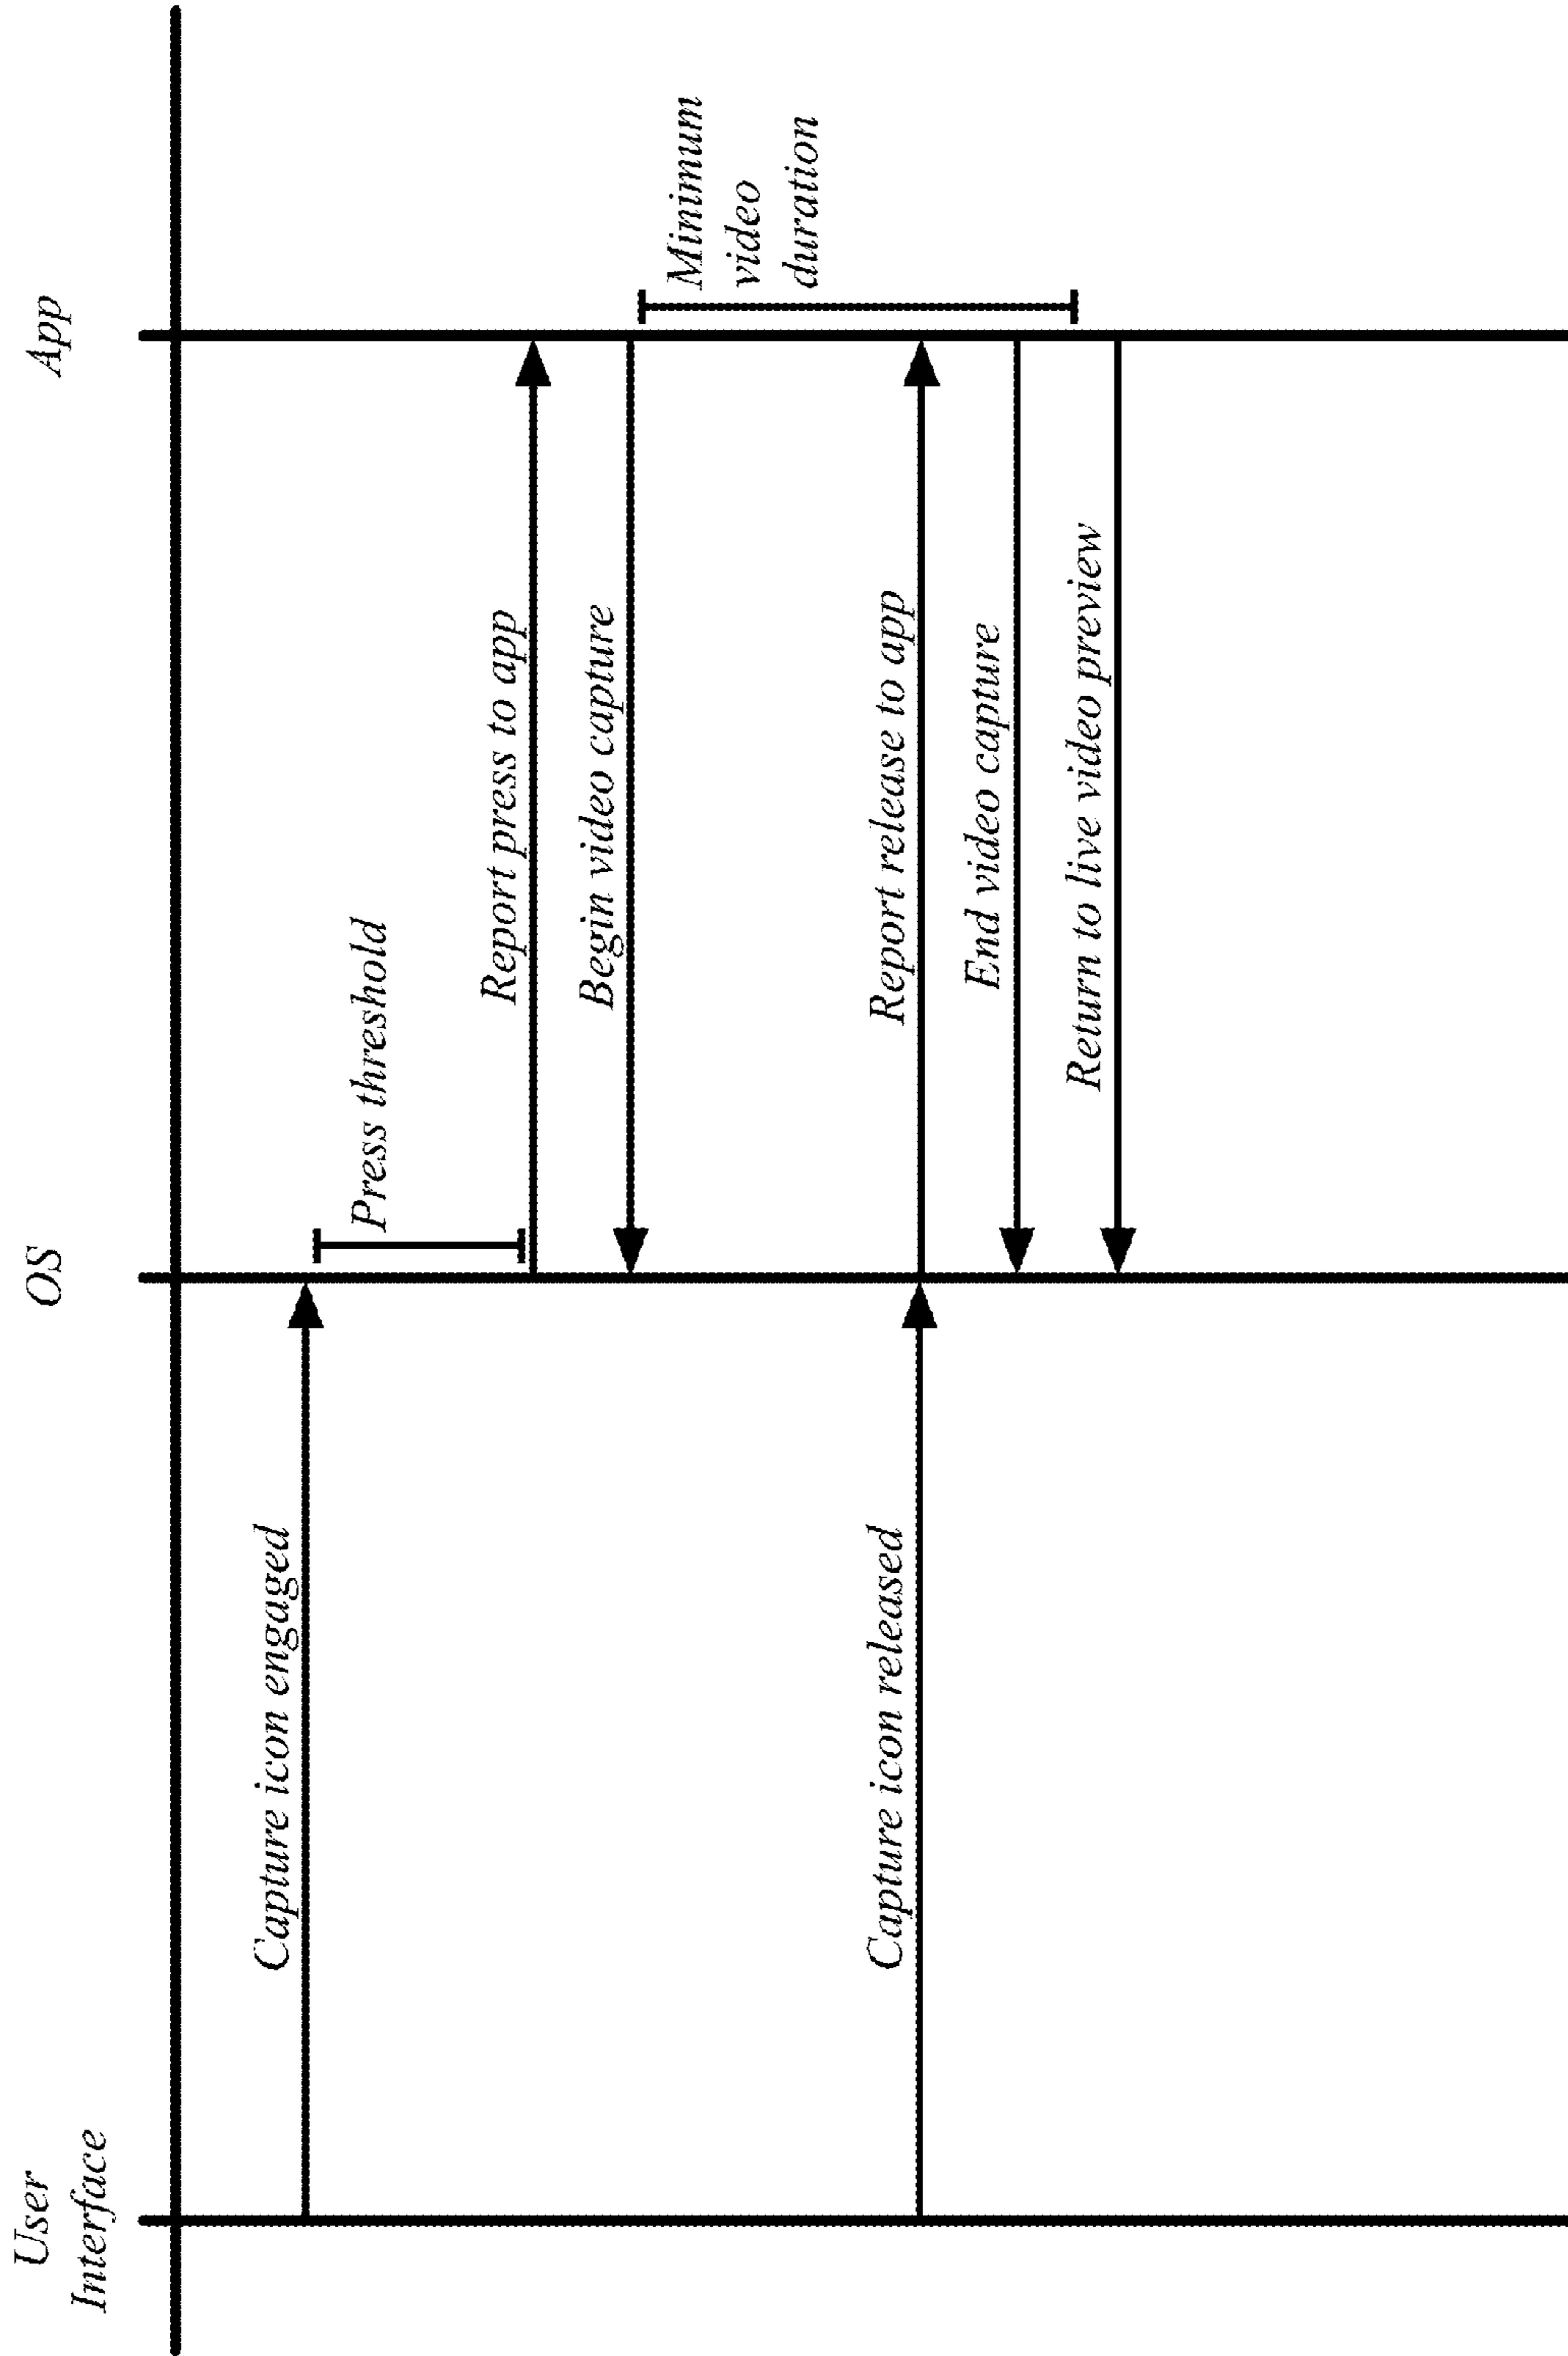 User
Interface
OS
App
Capture icon engaged
Press threshold
Report press to app
Begin video capture
Minimum
video
duration
Capture icon released
Report release to app
End video capture
Return to live video preview